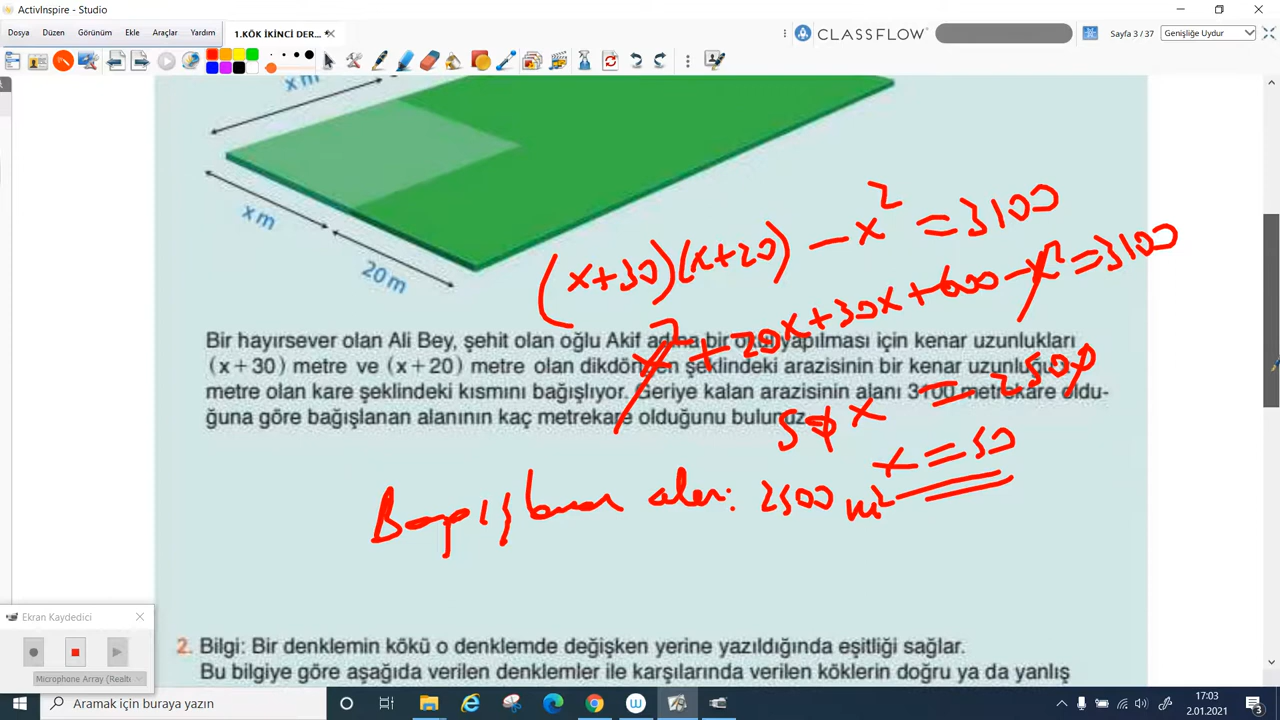 ActivInspire - Studio
Dosya Düzen Görünüm Ekle Araçlar Yardım
1.KÖK İKİNCİ DER...
CLASSFLOW
Sayfa 3 / 37
Genişliğe Uydur
x m
x m
20 m
(x+30)(x+20) - x² = 3100
x² + 20x + 30x + 600 - x² = 3100
50x = 2500
x = 50
Bir hayırsever olan Ali Bey, şehit olan oğlu Akif adına bir okul yapılması için kenar uzunlukları
(x+30) metre ve (x+20) metre olan dikdörtgen şeklindeki arazisinin bir kenar uzunluğu x
metre olan kare şeklindeki kısmını bağışlıyor. Geriye kalan arazisinin alanı 3100 metrekare oldu-
ğuna göre bağışlanan alanının kaç metrekare olduğunu bulunuz.
Bağışlanan alan: 2500 m²
2. Bilgi: Bir denklemin kökü o denklemde değişken yerine yazıldığında eşitliği sağlar.
Bu bilgiye göre aşağıda verilen denklemler ile karşılarında verilen köklerin doğru ya da yanlış
Ekran Kaydedici
Microphone Array (Realt
Aramak için buraya yazın
17:03
2.01.2021
3